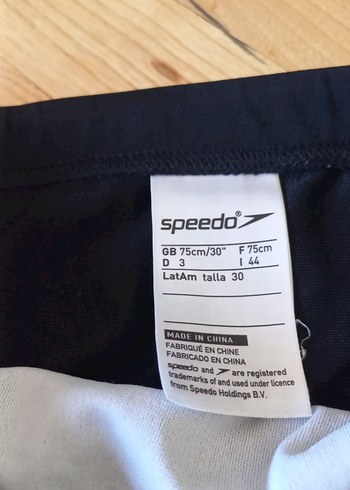 speedo®
GB 75cm/30" F 75cm
D 3 I 44
LatAm talla 30
MADE IN CHINA
FABRIQUÉ EN CHINE
FABRICADO EN CHINA
speedo and are registered
trademarks of and used under licence
from Speedo Holdings B.V.